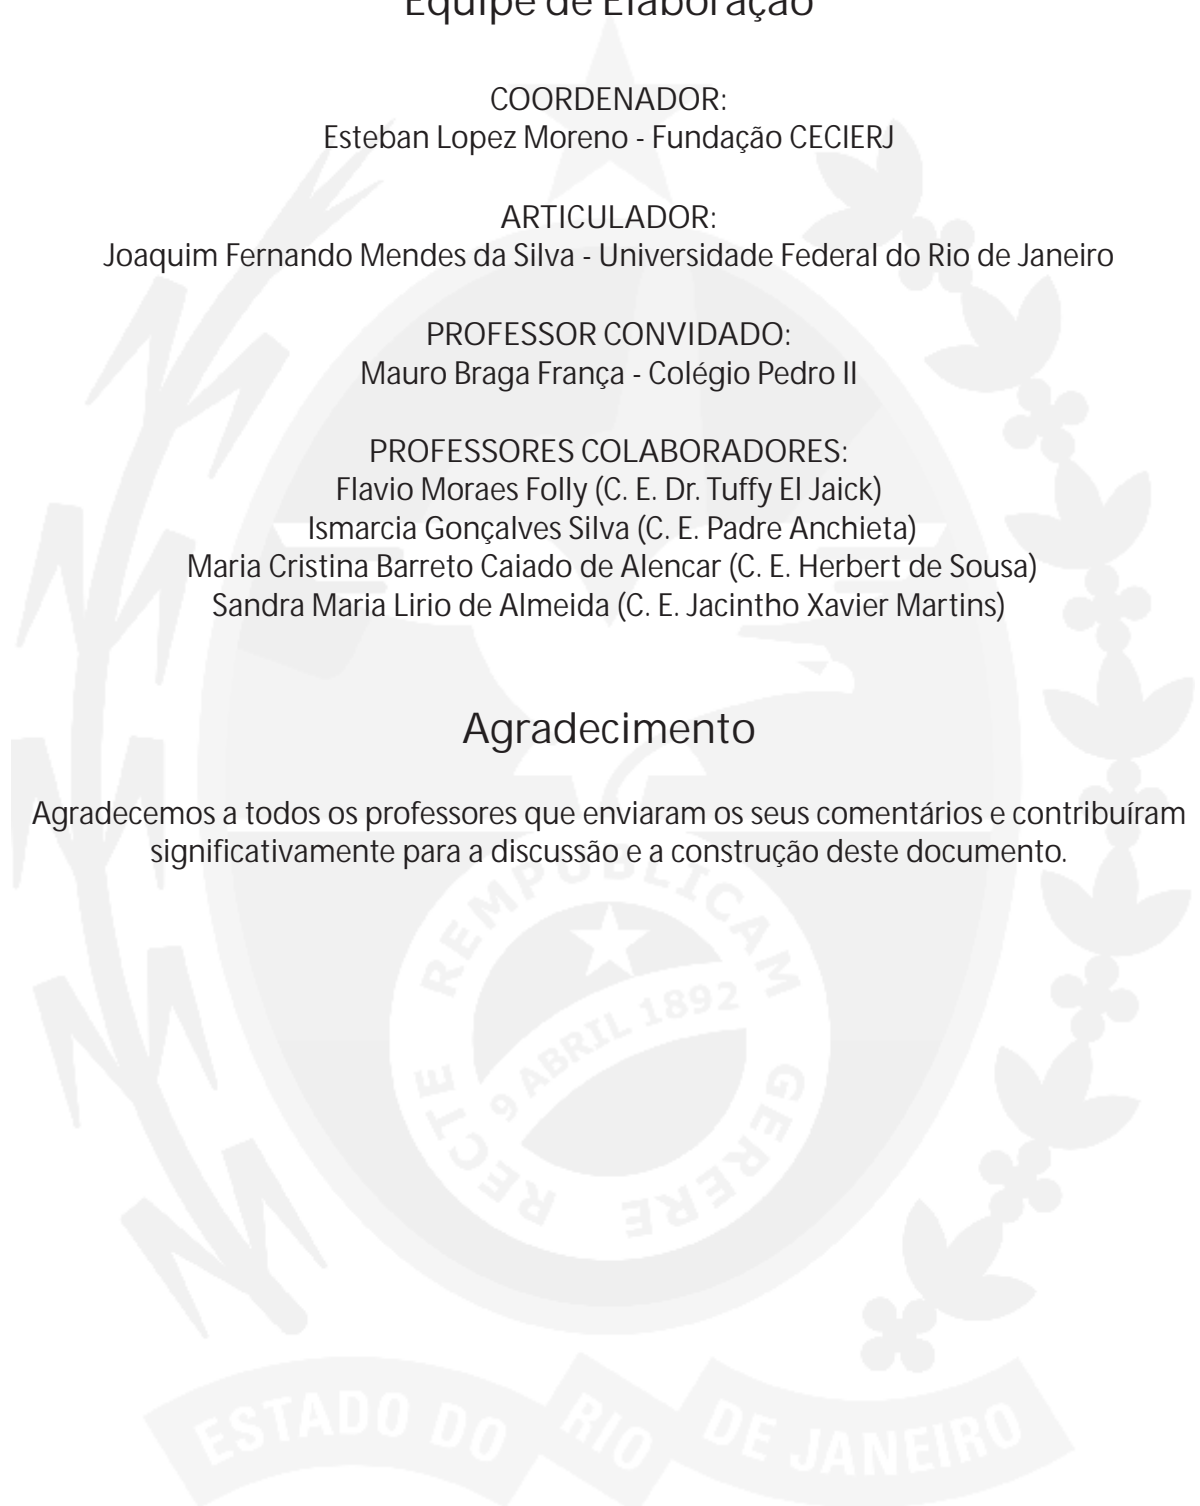 Equipe de Elaboração
COORDENADOR:
Esteban Lopez Moreno - Fundação CECIERJ
ARTICULADOR:
Joaquim Fernando Mendes da Silva - Universidade Federal do Rio de Janeiro
PROFESSOR CONVIDADO:
Mauro Braga França - Colégio Pedro II
PROFESSORES COLABORADORES:
Flavio Moraes Folly (C. E. Dr. Tuffy El Jaick)
Ismarcia Gonçalves Silva (C. E. Padre Anchieta)
Maria Cristina Barreto Caiado de Alencar (C. E. Herbert de Sousa)
Sandra Maria Lirio de Almeida (C. E. Jacintho Xavier Martins)
Agradecimento
Agradecemos a todos os professores que enviaram os seus comentários e contribuíram
significativamente para a discussão e a construção deste documento.
RECTE REMPUBLICAM GERERE
9 ABRIL 1892
ESTADO DO RIO DE JANEIRO